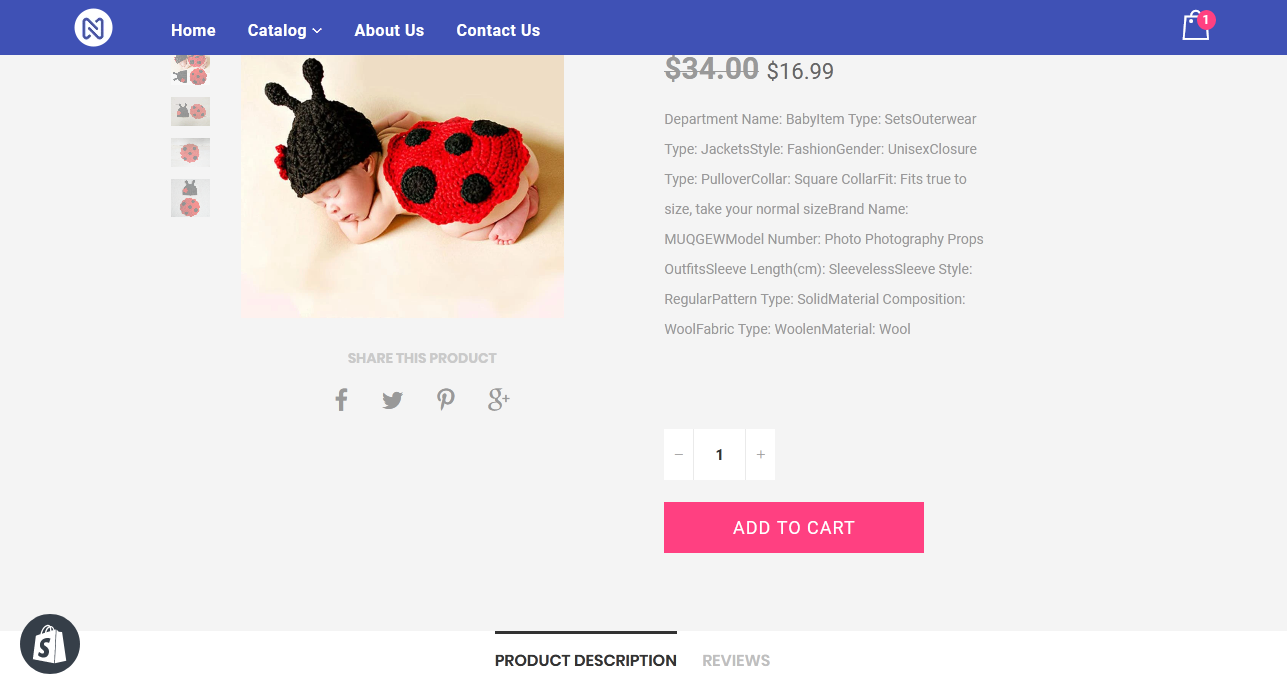 Home Catalog About Us Contact Us 1
$34.00 $16.99
Department Name: BabyItem Type: SetsOuterwear
Type: JacketsStyle: FashionGender: UnisexClosure
Type: PulloverCollar: Square CollarFit: Fits true to
size, take your normal sizeBrand Name:
MUQGEWModel Number: Photo Photography Props
OutfitsSleeve Length(cm): SleevelessSleeve Style:
RegularPattern Type: SolidMaterial Composition:
WoolFabric Type: WoolenMaterial: Wool
SHARE THIS PRODUCT
− 1 +
ADD TO CART
PRODUCT DESCRIPTION REVIEWS